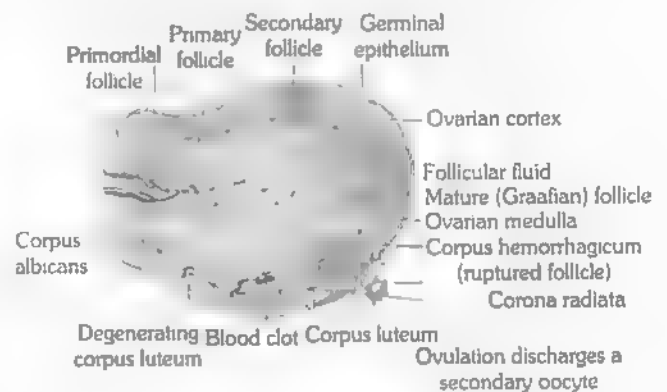 Primordial
follicle
Primary
follicle
Secondary
follicle
Germinal
epithelium
Ovarian cortex
Follicular fluid
Mature (Graafian) follicle
Ovarian medulla
Corpus hemorrhagicum
(ruptured follicle)
Corona radiata
Corpus
albicans
Degenerating
corpus luteum
Blood clot
Corpus luteum
Ovulation discharges a
secondary oocyte